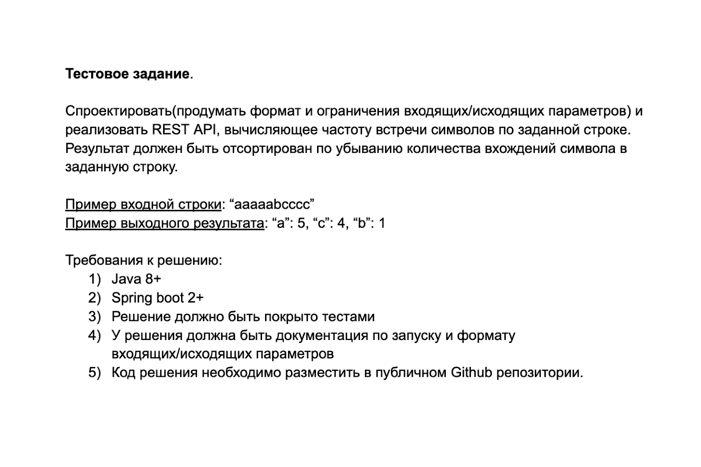 Тестовое задание.
Спроектировать(продумать формат и ограничения входящих/исходящих параметров) и
реализовать REST API, вычисляющее частоту встречи символов по заданной строке.
Результат должен быть отсортирован по убыванию количества вхождений символа в
заданную строку.
Пример входной строки: “aaaaabcccc”
Пример выходного результата: “a”: 5, “c”: 4, “b”: 1
Требования к решению:
1) Java 8+
2) Spring boot 2+
3) Решение должно быть покрыто тестами
4) У решения должна быть документация по запуску и формату
входящих/исходящих параметров
5) Код решения необходимо разместить в публичном Github репозитории.